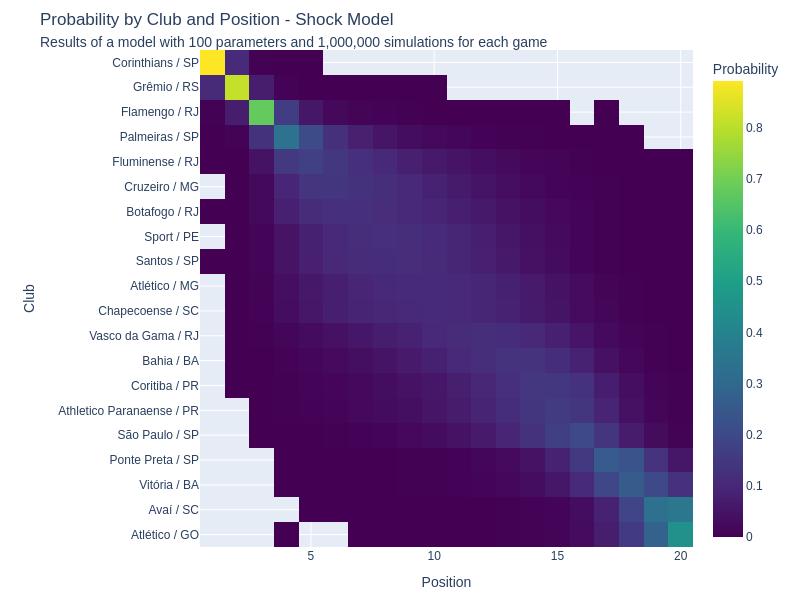 Probability by Club and Position - Shock Model
Results of a model with 100 parameters and 1,000,000 simulations for each game
Probability
Corinthians / SP
Grêmio / RS
Flamengo / RJ
Palmeiras / SP
Fluminense / RJ
Cruzeiro / MG
Botafogo / RJ
Sport / PE
Santos / SP
Atlético / MG
Chapecoense / SC
Vasco da Gama / RJ
Bahia / BA
Coritiba / PR
Athletico Paranaense / PR
São Paulo / SP
Ponte Preta / SP
Vitória / BA
Avaí / SC
Atlético / GO
Club
5
10
15
20
Position
0.8
0.7
0.6
0.5
0.4
0.3
0.2
0.1
0